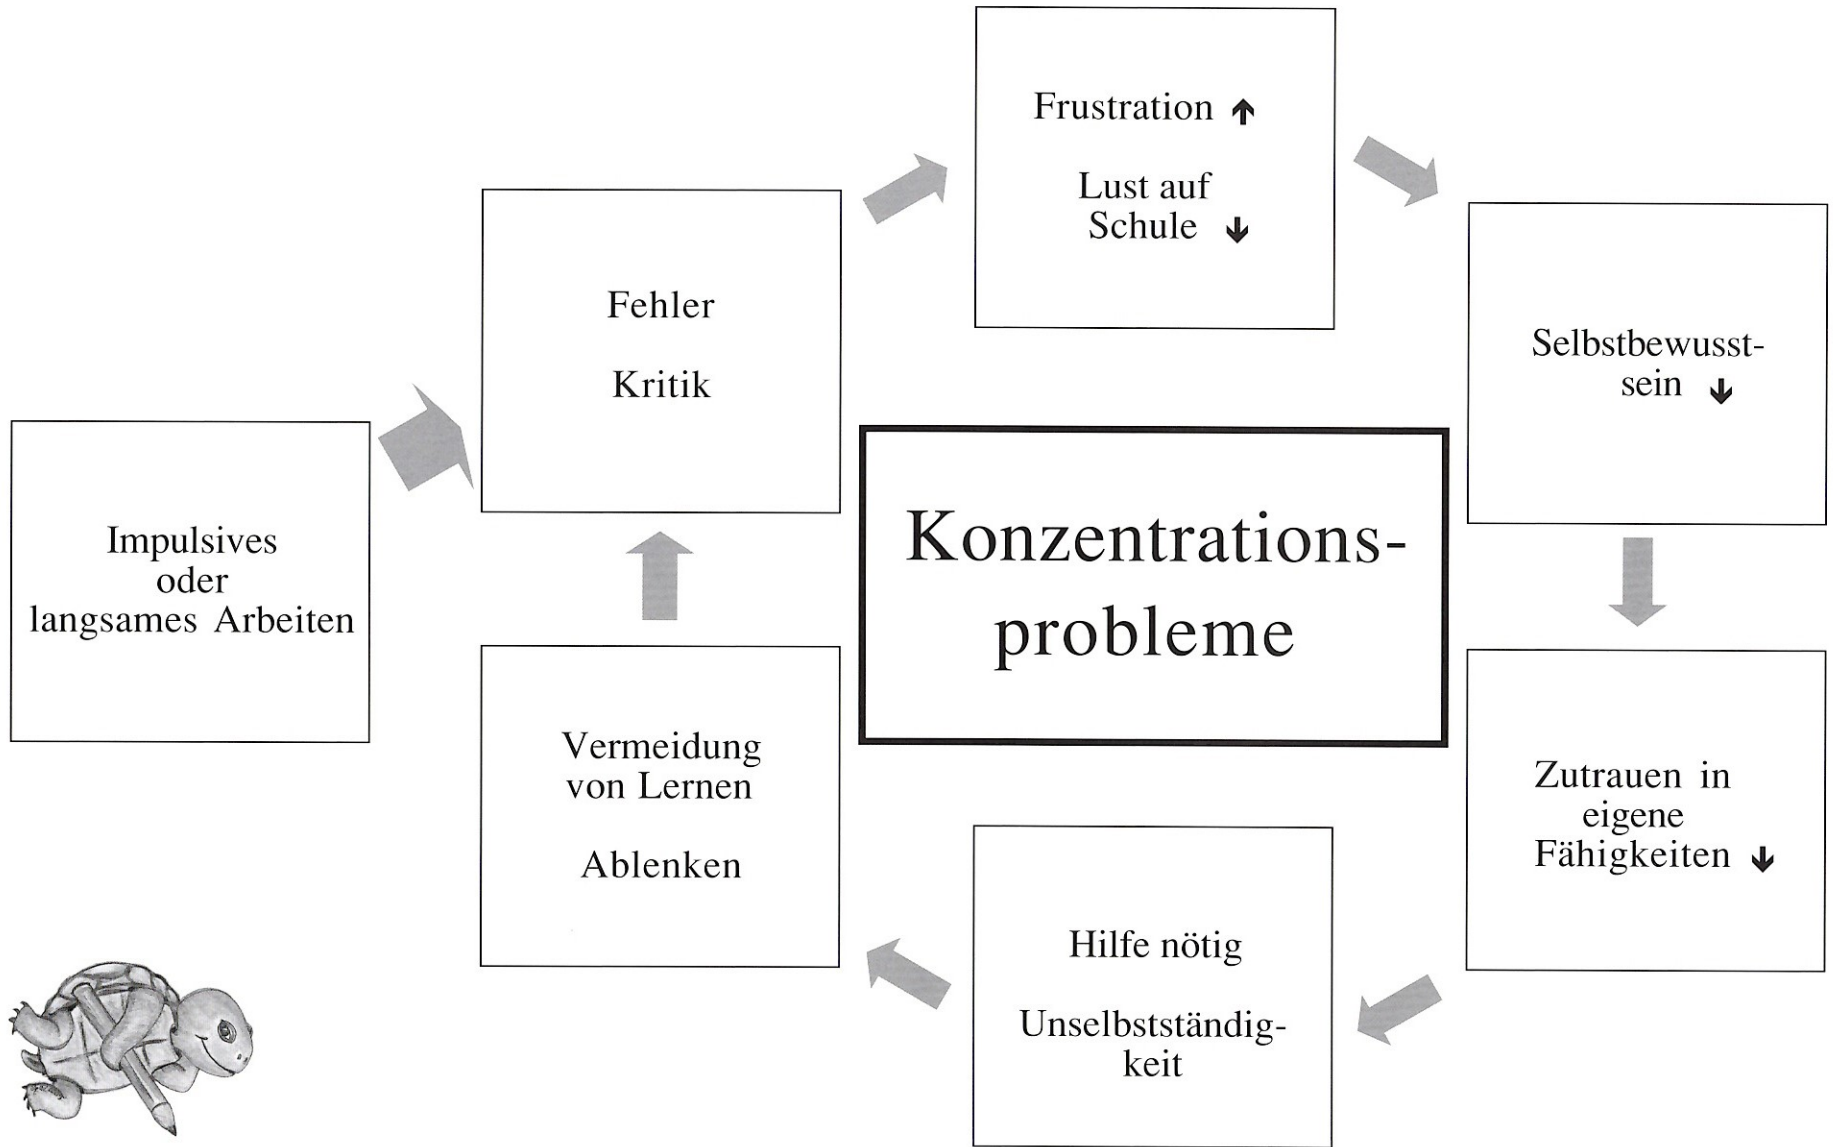 Impulsives
oder
langsames Arbeiten
Fehler
Kritik
Frustration ↑
Lust auf
Schule ↓
Selbstbewusst-
sein ↓
Zutrauen in
eigene
Fähigkeiten ↓
Hilfe nötig
Unselbstständig-
keit
Vermeidung
von Lernen
Ablenken
Konzentrations-
probleme